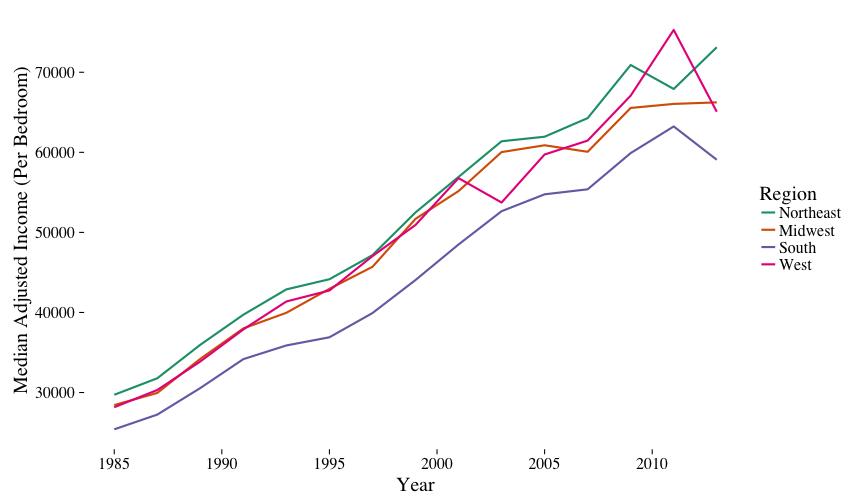 Median Adjusted Income (Per Bedroom)
70000
60000
50000
40000
30000
1985
1990
1995
2000
2005
2010
Year
Region
Northeast
Midwest
South
West